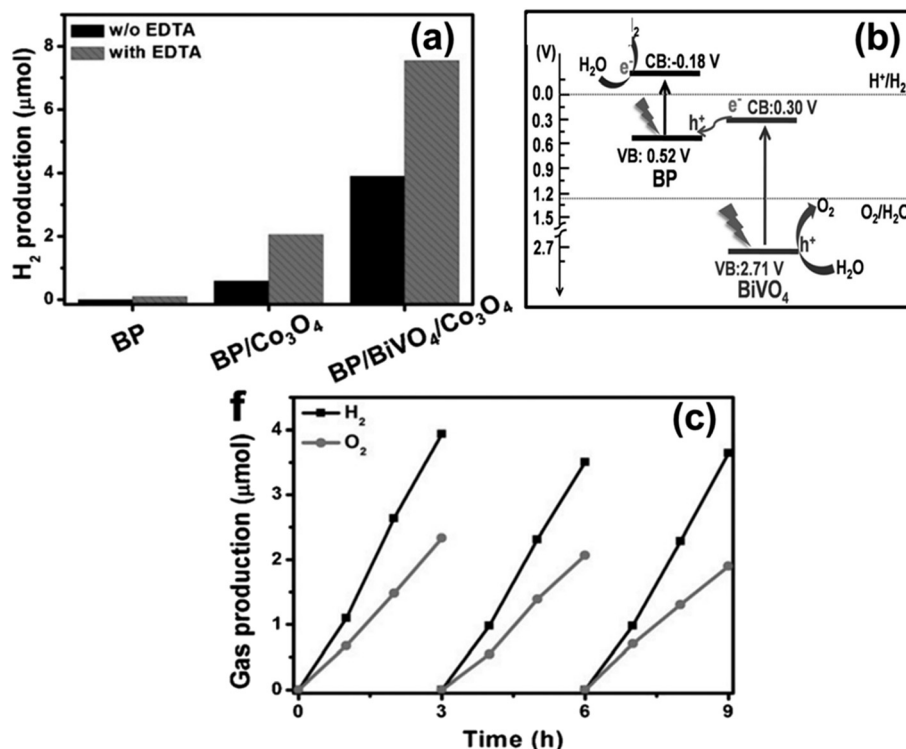 (a)
w/o EDTA
with EDTA
H₂ production (μmol)
8
6
4
2
0
BP
BP/Co₃O₄
BP/BiVO₄/Co₃O₄
(b)
(V)
0.0
0.3
0.6
0.9
1.2
1.5
2.7
H₂O
e⁻
CB:-0.18 V
H⁺/H₂
e⁻
CB:0.30 V
h⁺
VB: 0.52 V
BP
O₂
O₂/H₂O
h⁺
VB:2.71 V
H₂O
BiVO₄
f
(c)
H₂
O₂
Gas production (μmol)
4
3
2
1
0
0
3
6
9
Time (h)